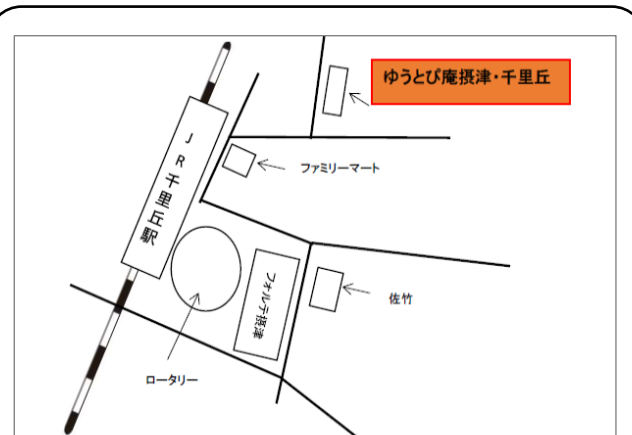 ゆうとぴ庵摂津・千里丘
JR千里丘駅
ファミリーマート
フォルテ摂津
佐竹
ロータリー